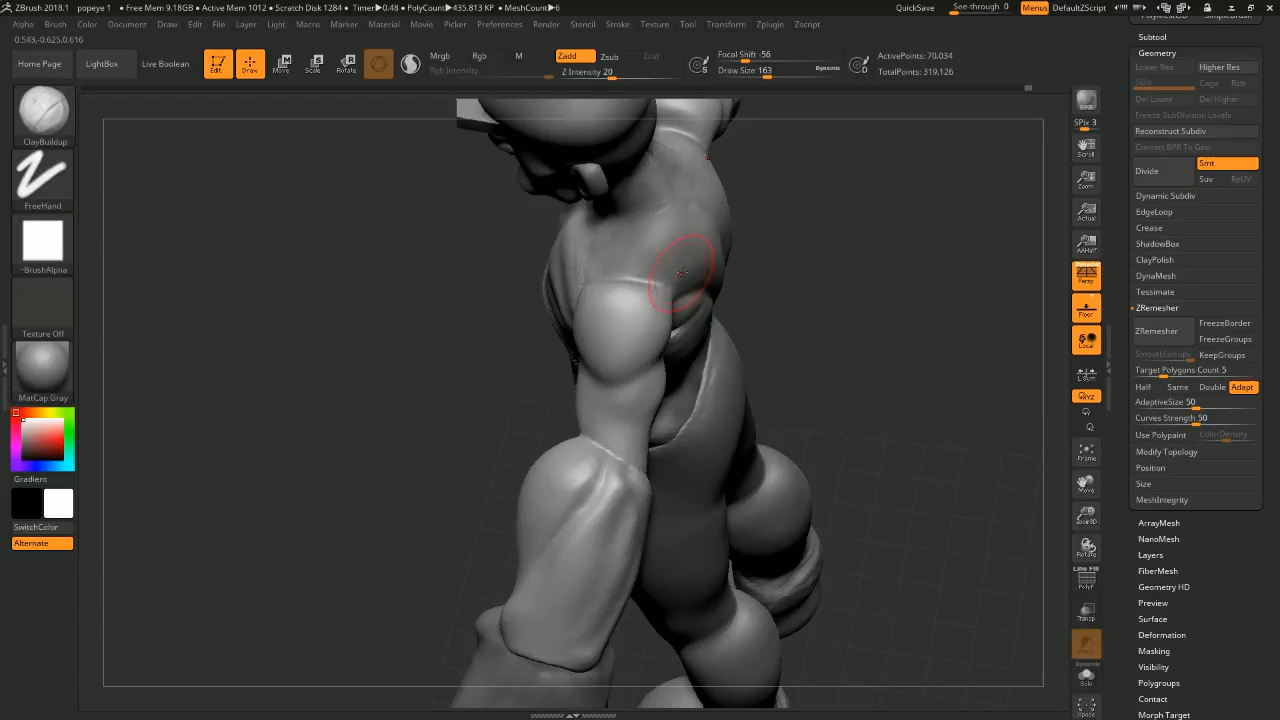 ZBrush 2018.1 popeye 1 • Free Mem 9.18GB • Active Mem 1012 • Scratch Disk 1284 • Timer▶0.48 • PolyCount▶435.813 KP • MeshCount▶6 QuickSave See-through 0 Menus DefaultZScript
Alpha Brush Color Document Draw Edit File Layer Light Macro Marker Material Movie Picker Preferences Render Stencil Stroke Texture Tool Transform Zplugin Zscript
0.543,-0.625,0.616
Home Page LightBox Live Boolean Edit Draw Move Scale Rotate
Mrgb Rgb M Zadd Zsub Zcut
Rgb Intensity Z Intensity 20
Focal Shift -56
Draw Size 163 Dynamic
ActivePoints: 70,034
TotalPoints: 319,126
ClayBuildup
FreeHand
~BrushAlpha
Texture Off
MatCap Gray
Gradient
SwitchColor
Alternate
BPR
SPix 3
Scroll
Zoom
Actual
AAHalf
Dynamic
Persp
Floor
Local
L.Sym
XYZ
Frame
Move
Zoom3D
Rotate
Line Fill
PolyF
Transp
Dynamic
Solo
Xpose
PolyMesh3D SimpleBrush
Subtool
Geometry
Lower Res Higher Res
SDiv Cage Rstr
Del Lower Del Higher
Freeze SubDivision Levels
Reconstruct Subdiv
Convert BPR To Geo
Divide Smt
Suv ReUV
Dynamic Subdiv
EdgeLoop
Crease
ShadowBox
ClayPolish
DynaMesh
Tessimate
ZRemesher
ZRemesher FreezeBorder
FreezeGroups
SmoothGroups KeepGroups
Target Polygons Count 5
Half Same Double Adapt
AdaptiveSize 50
Curves Strength 50
Use Polypaint ColorDensity
Modify Topology
Position
Size
MeshIntegrity
ArrayMesh
NanoMesh
Layers
FiberMesh
Geometry HD
Preview
Surface
Deformation
Masking
Visibility
Polygroups
Contact
Morph Target